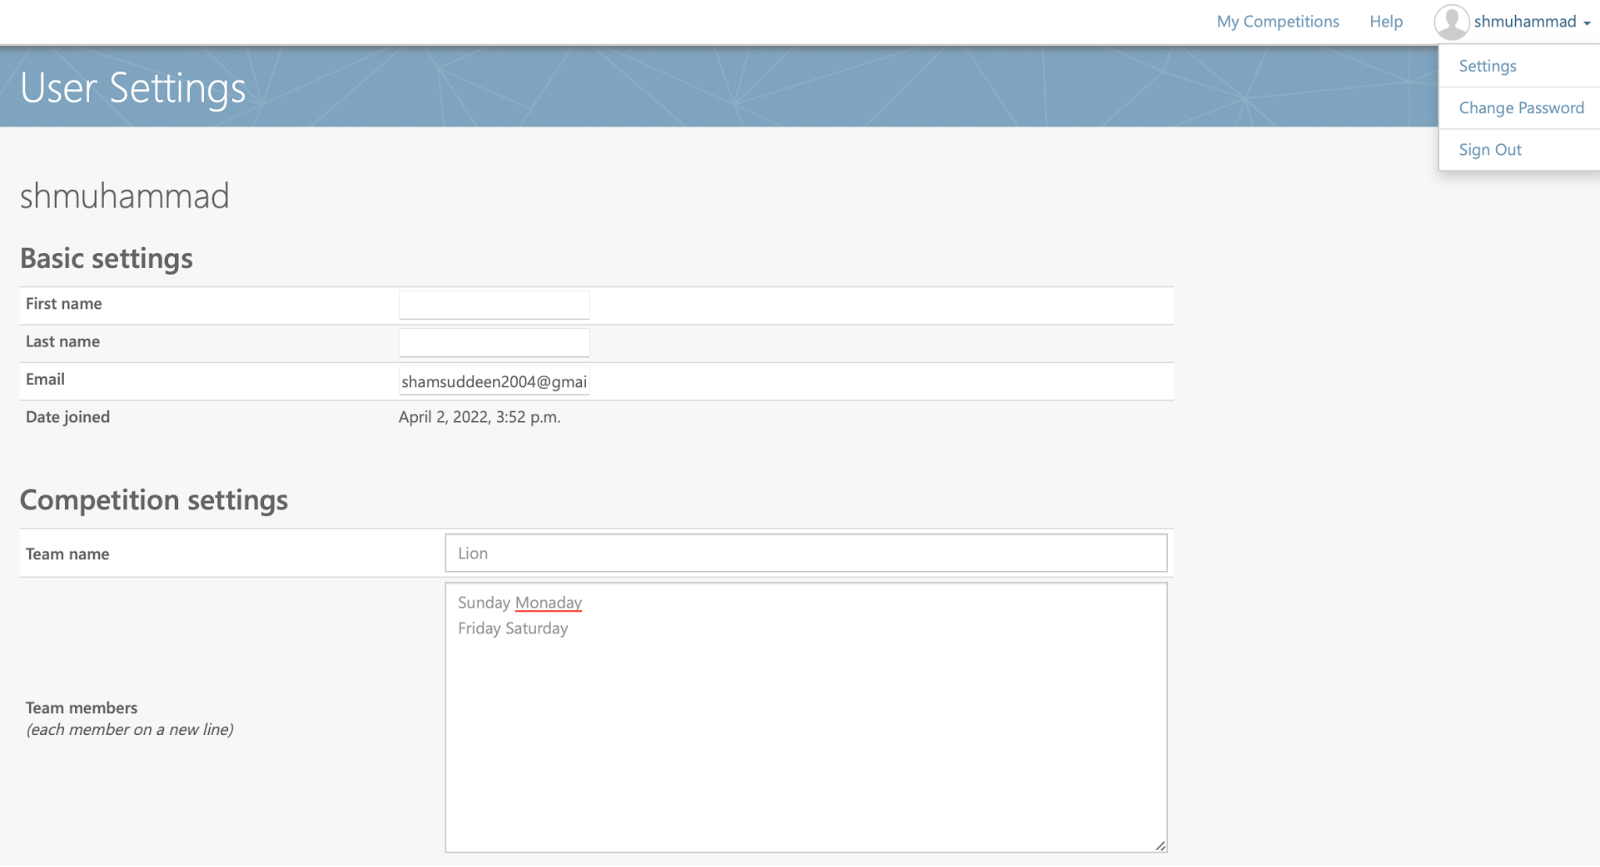 My Competitions Help shmuhammad
Settings
Change Password
Sign Out
User Settings
shmuhammad
Basic settings
First name
Last name
Email shamsuddeen2004@gmai
Date joined April 2, 2022, 3:52 p.m.
Competition settings
Team name Lion
Sunday Monaday
Friday Saturday
Team members
(each member on a new line)